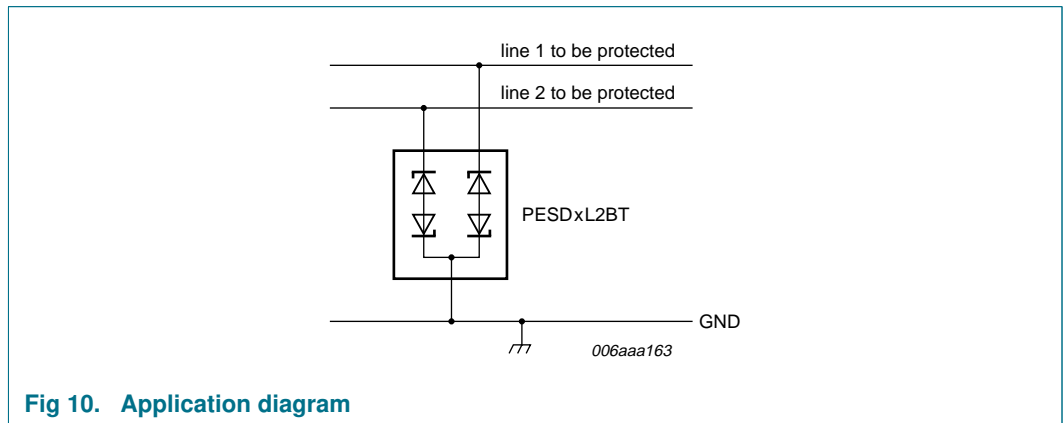 line 1 to be protected
line 2 to be protected
PESDxL2BT
GND
006aaa163
Fig 10. Application diagram